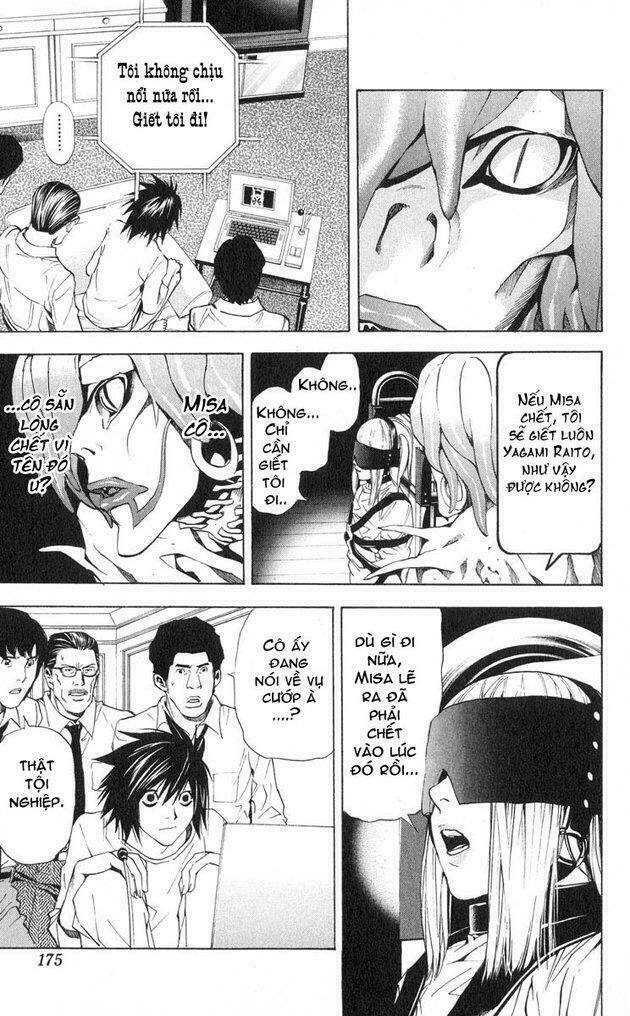 Tôi không chịu
nổi nữa rồi...
Giết tôi đi!
........
NẾU MISA
CHẾT, TÔI
SẼ GIẾT LUÔN
YAGAMI RAITO,
NHƯ VẬY
ĐƯỢC KHÔNG?
KHÔNG..
KHÔNG...
CHỈ
CẦN
GIẾT
TÔI
ĐI..
MISA
CÔ...
...CÔ SẴN
LÒNG
CHẾT VÌ
TÊN ĐÓ
Ư?
DÙ GÌ ĐI
NỮA,
MISA LẼ
RA ĐÃ
PHẢI
CHẾT
VÀO LÚC
ĐÓ RỒI...
CÔ ẤY
ĐANG
NÓI VỀ VỤ
CƯỚP À
....?
THẬT
TỘI
NGHIỆP.
175